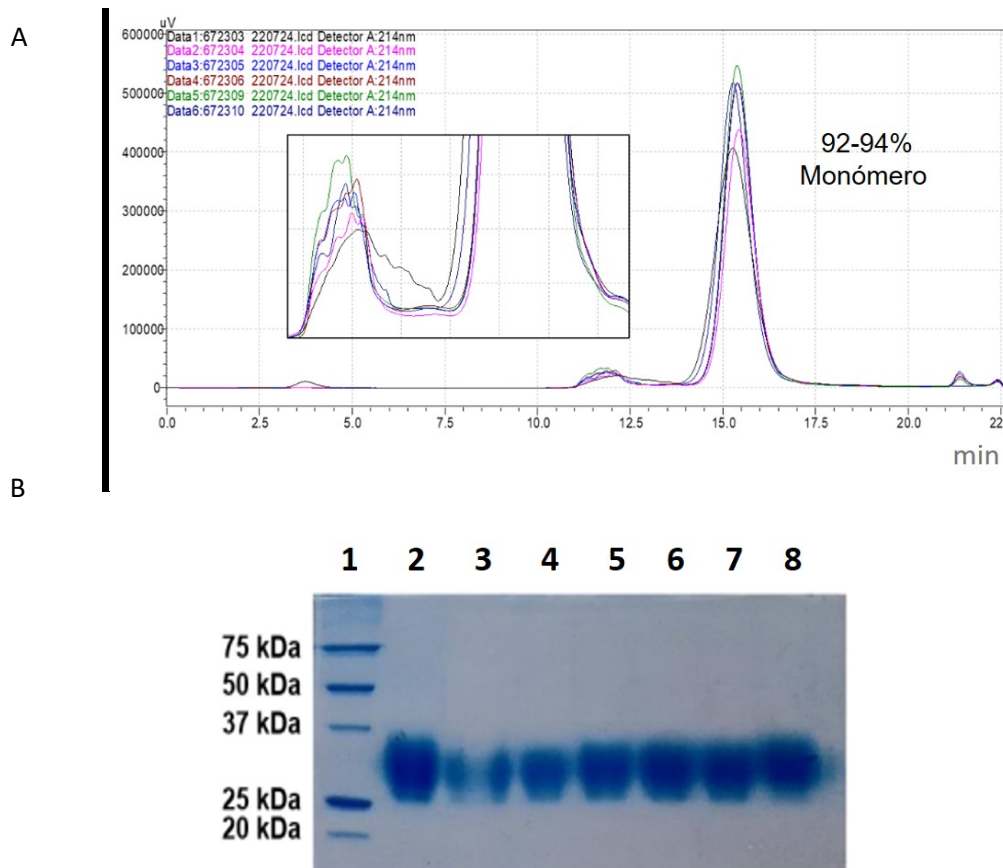 A
uV
600000
Data1:672303 220724.lcd Detector A:214nm
Data2:672304 220724.lcd Detector A:214nm
Data3:672305 220724.lcd Detector A:214nm
Data4:672306 220724.lcd Detector A:214nm
Data5:672309 220724.lcd Detector A:214nm
Data6:672310 220724.lcd Detector A:214nm
500000
400000
300000
200000
100000
0
92-94%
Monómero
0.0 2.5 5.0 7.5 10.0 12.5 15.0 17.5 20.0 22
min
B
1 2 3 4 5 6 7 8
75 kDa
50 kDa
37 kDa
25 kDa
20 kDa